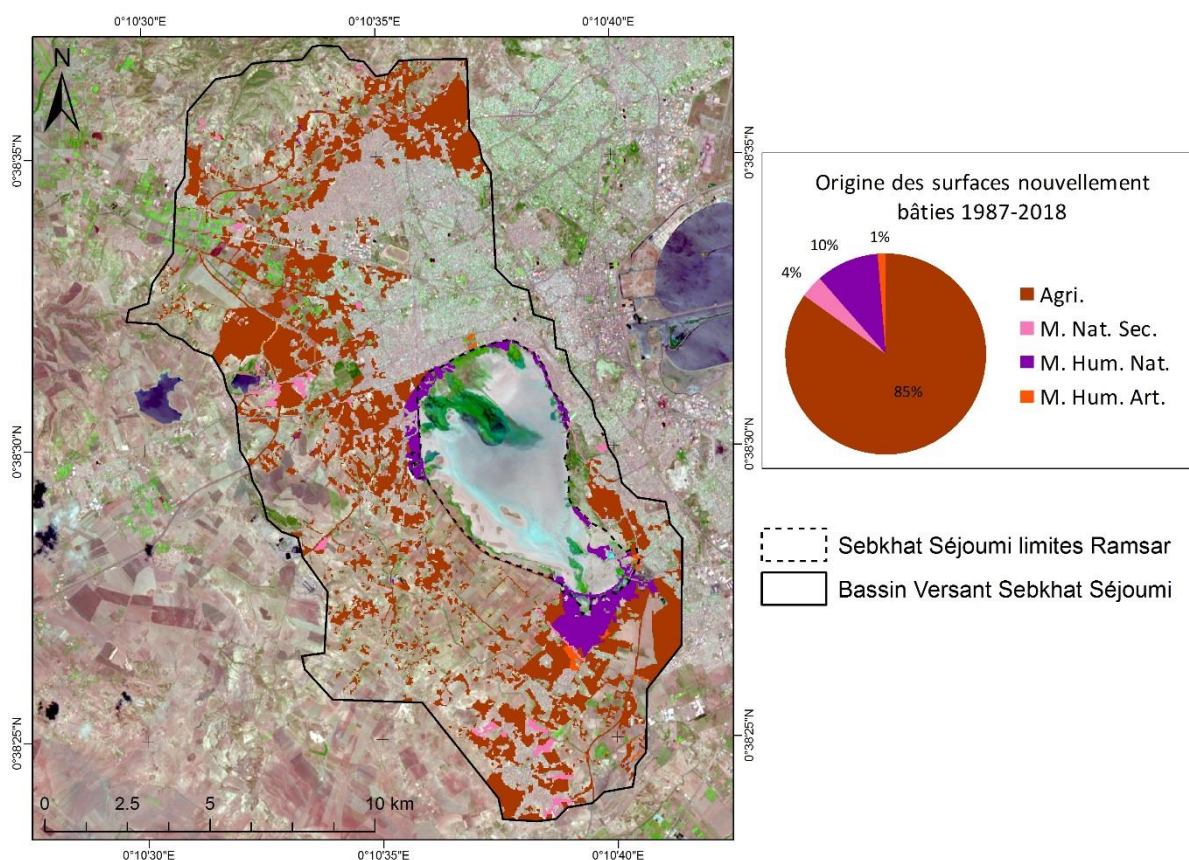 0°10'30"E
0°10'35"E
0°10'40"E
N
0°38'35"N
0°38'30"N
0°38'25"N
0°38'35"N
0°38'30"N
0°38'25"N
0
2.5
5
10 km
0°10'30"E
0°10'35"E
0°10'40"E
Origine des surfaces nouvellement
bâties 1987-2018
10%
1%
4%
85%
Agri.
M. Nat. Sec.
M. Hum. Nat.
M. Hum. Art.
Sebkhat Séjoumi limites Ramsar
Bassin Versant Sebkhat Séjoumi